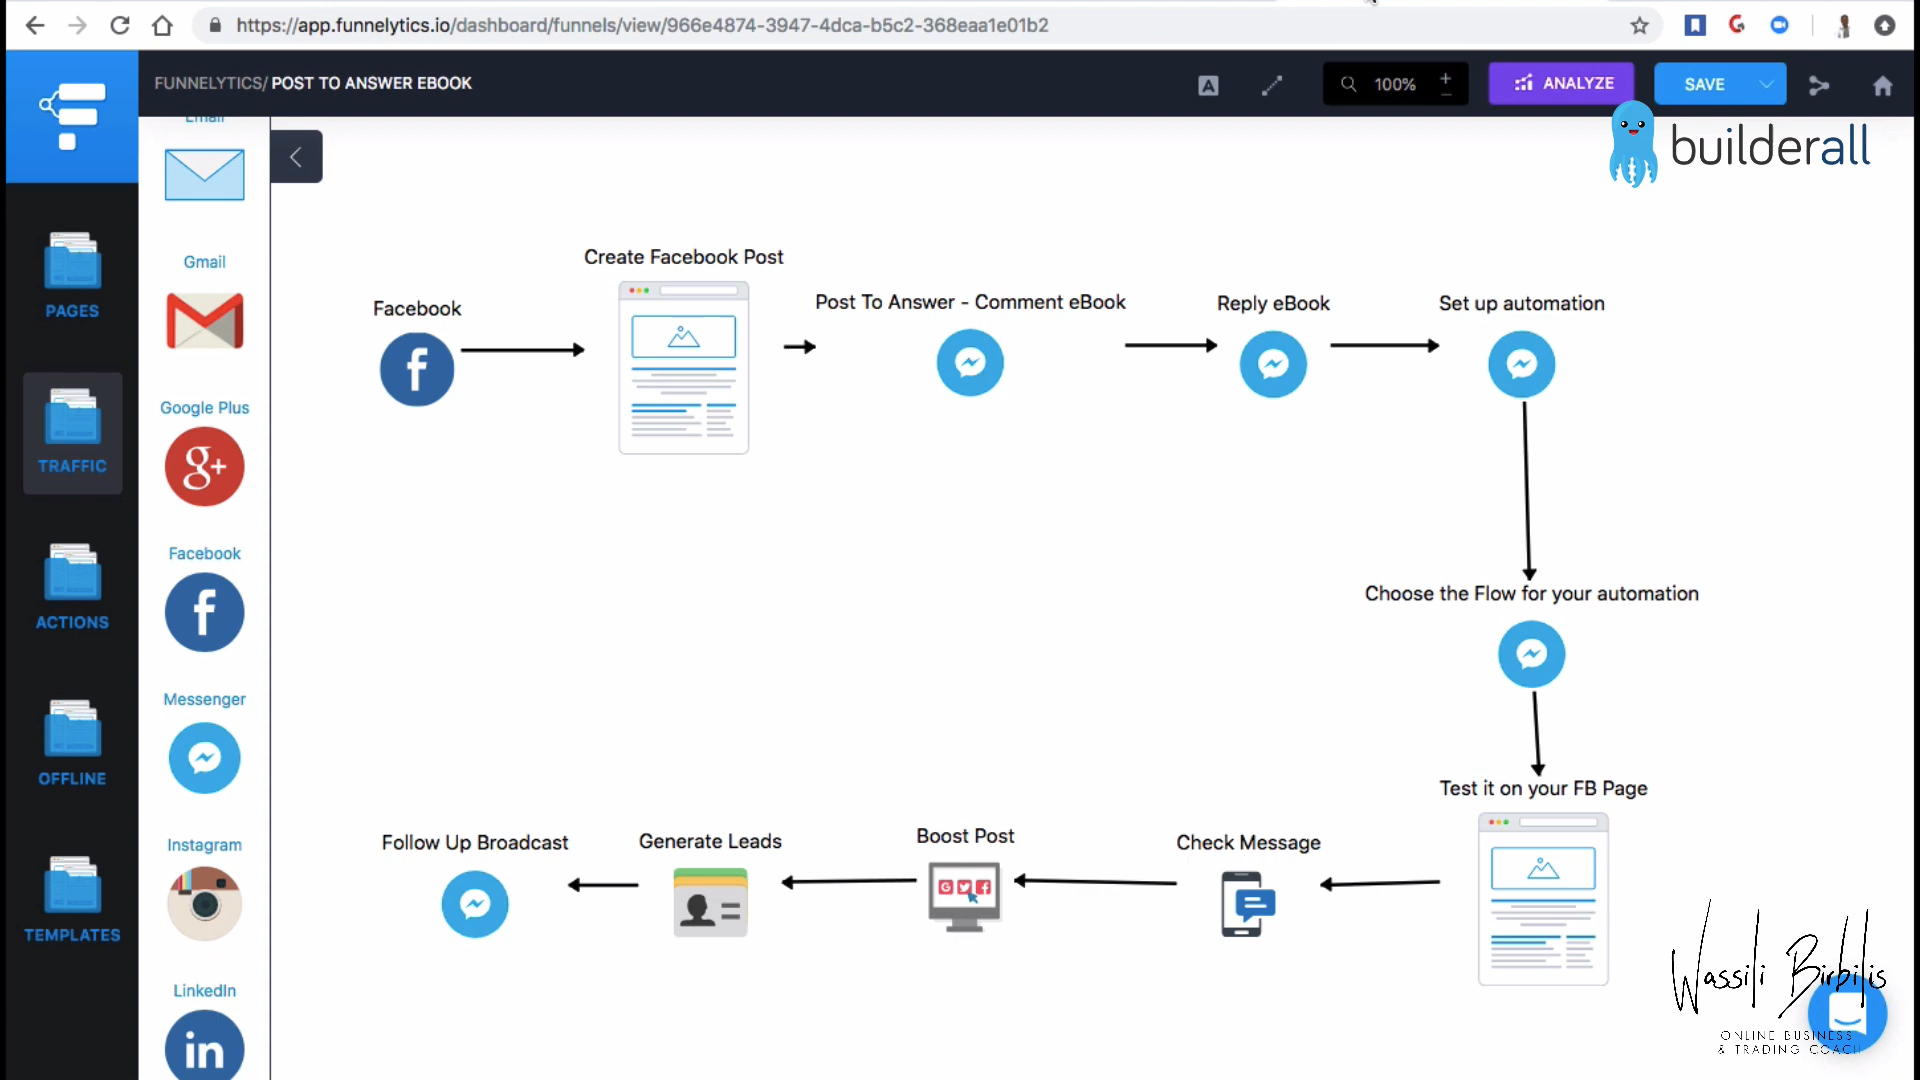 https://app.funnelytics.io/dashboard/funnels/view/966e4874-3947-4dca-b5c2-368eaa1e01b2
FUNNELYTICS/ POST TO ANSWER EBOOK
A
100%
ANALYZE
SAVE
builderall
Email
Gmail
Google Plus
g+
Facebook
f
Messenger
Instagram
LinkedIn
in
PAGES
TRAFFIC
ACTIONS
OFFLINE
TEMPLATES
Facebook
f
Create Facebook Post
Post To Answer - Comment eBook
Reply eBook
Set up automation
Choose the Flow for your automation
Test it on your FB Page
Check Message
Boost Post
Generate Leads
Follow Up Broadcast
Wassili Birbilis
ONLINE BUSINESS
& TRADING COACH